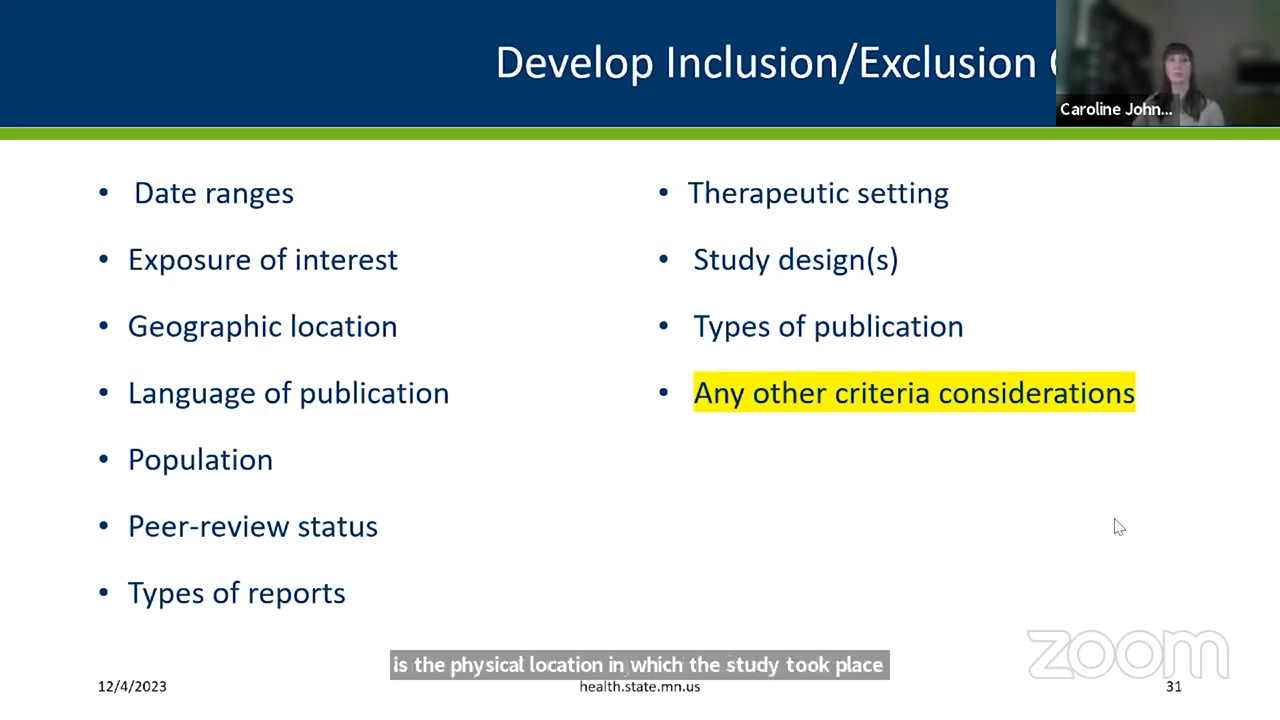 Develop Inclusion/Exclusion
Caroline John...
• Date ranges
• Exposure of interest
• Geographic location
• Language of publication
• Population
• Peer-review status
• Types of reports
• Therapeutic setting
• Study design(s)
• Types of publication
• Any other criteria considerations
is the physical location in which the study took place
zoom
12/4/2023
health.state.mn.us
31